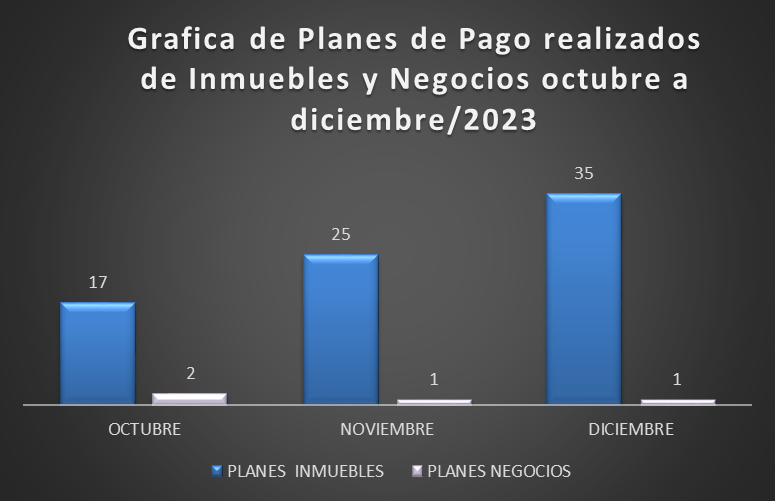 Grafica de Planes de Pago realizados
de Inmuebles y Negocios octubre a
diciembre/2023
35
25
17
2
1
1
OCTUBRE
NOVIEMBRE
DICIEMBRE
PLANES INMUEBLES
PLANES NEGOCIOS